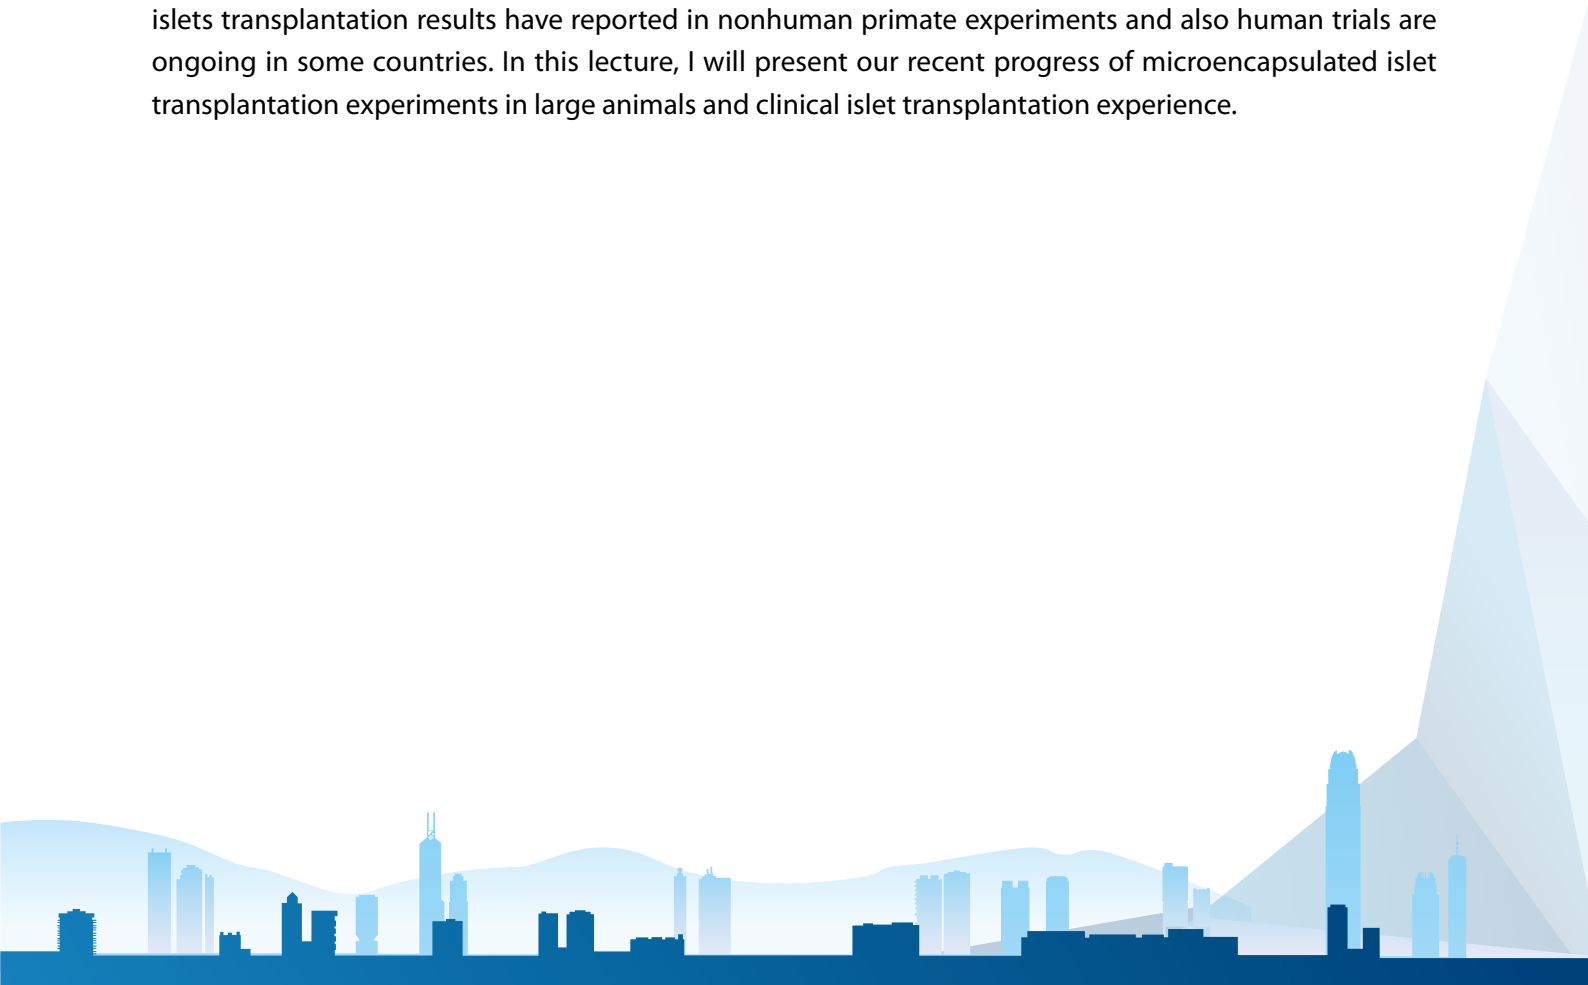 islets transplantation results have reported in nonhuman primate experiments and also human trials are
ongoing in some countries. In this lecture, I will present our recent progress of microencapsulated islet
transplantation experiments in large animals and clinical islet transplantation experience.